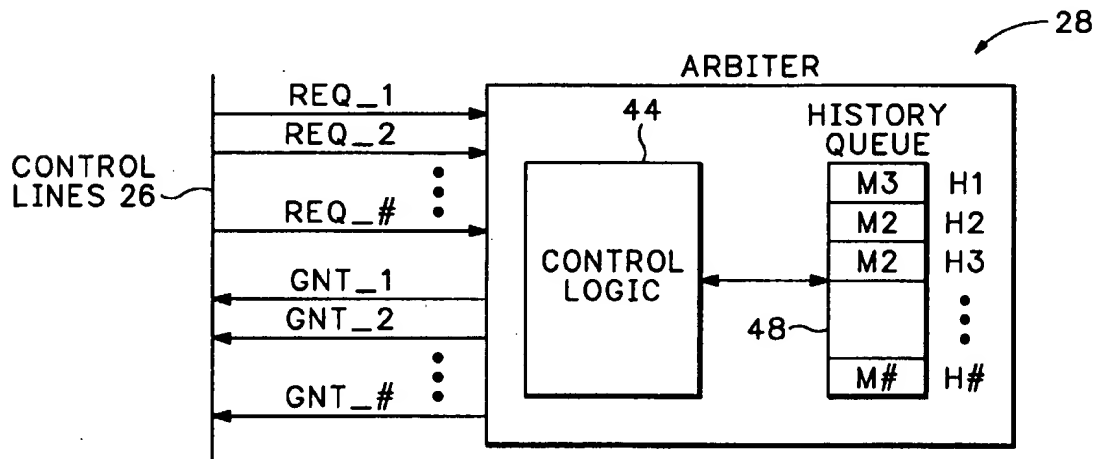 28
ARBITER
REQ_1
REQ_2
REQ_#
GNT_1
GNT_2
GNT_#
CONTROL
LINES 26
44
CONTROL
LOGIC
HISTORY
QUEUE
M3 H1
M2 H2
M2 H3
48
M# H#